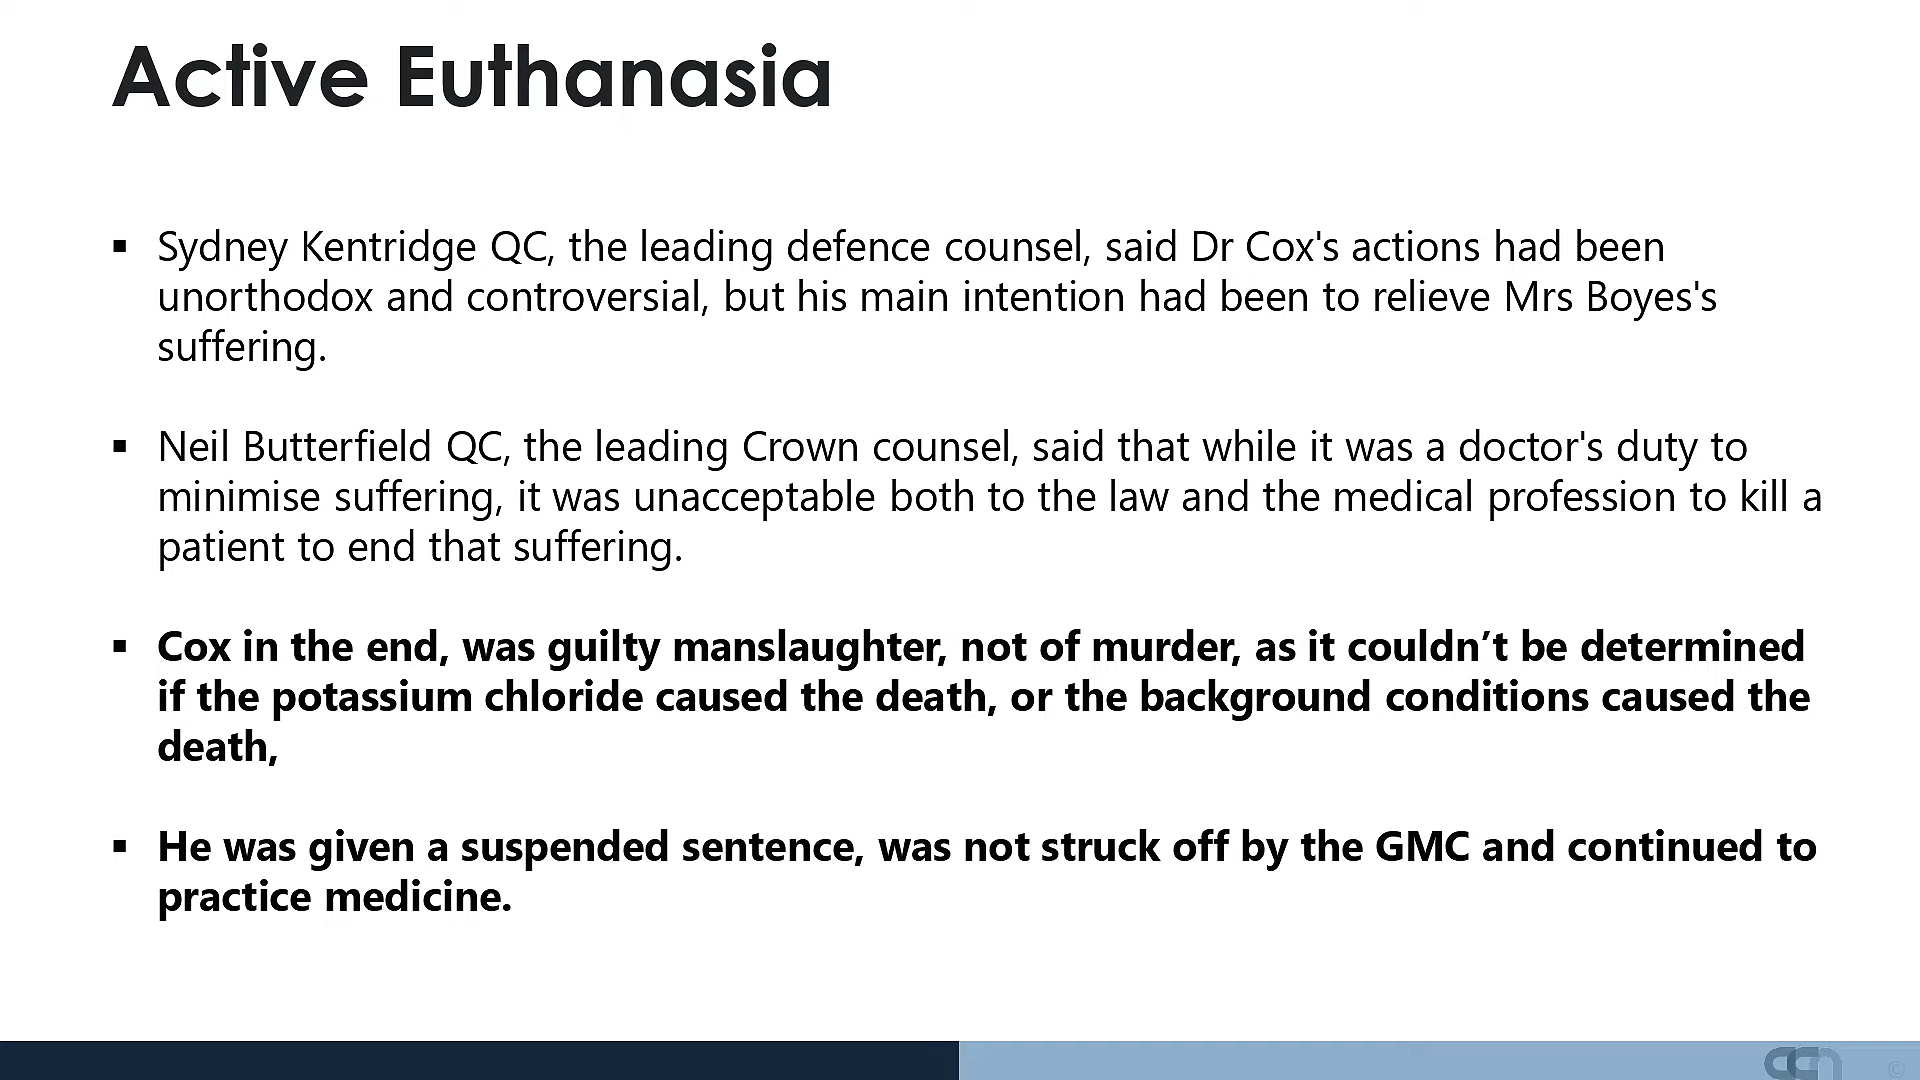 Active Euthanasia
▪ Sydney Kentridge QC, the leading defence counsel, said Dr Cox's actions had been
unorthodox and controversial, but his main intention had been to relieve Mrs Boyes's
suffering.
▪ Neil Butterfield QC, the leading Crown counsel, said that while it was a doctor's duty to
minimise suffering, it was unacceptable both to the law and the medical profession to kill a
patient to end that suffering.
▪ Cox in the end, was guilty manslaughter, not of murder, as it couldn’t be determined
if the potassium chloride caused the death, or the background conditions caused the
death,
▪ He was given a suspended sentence, was not struck off by the GMC and continued to
practice medicine.
©